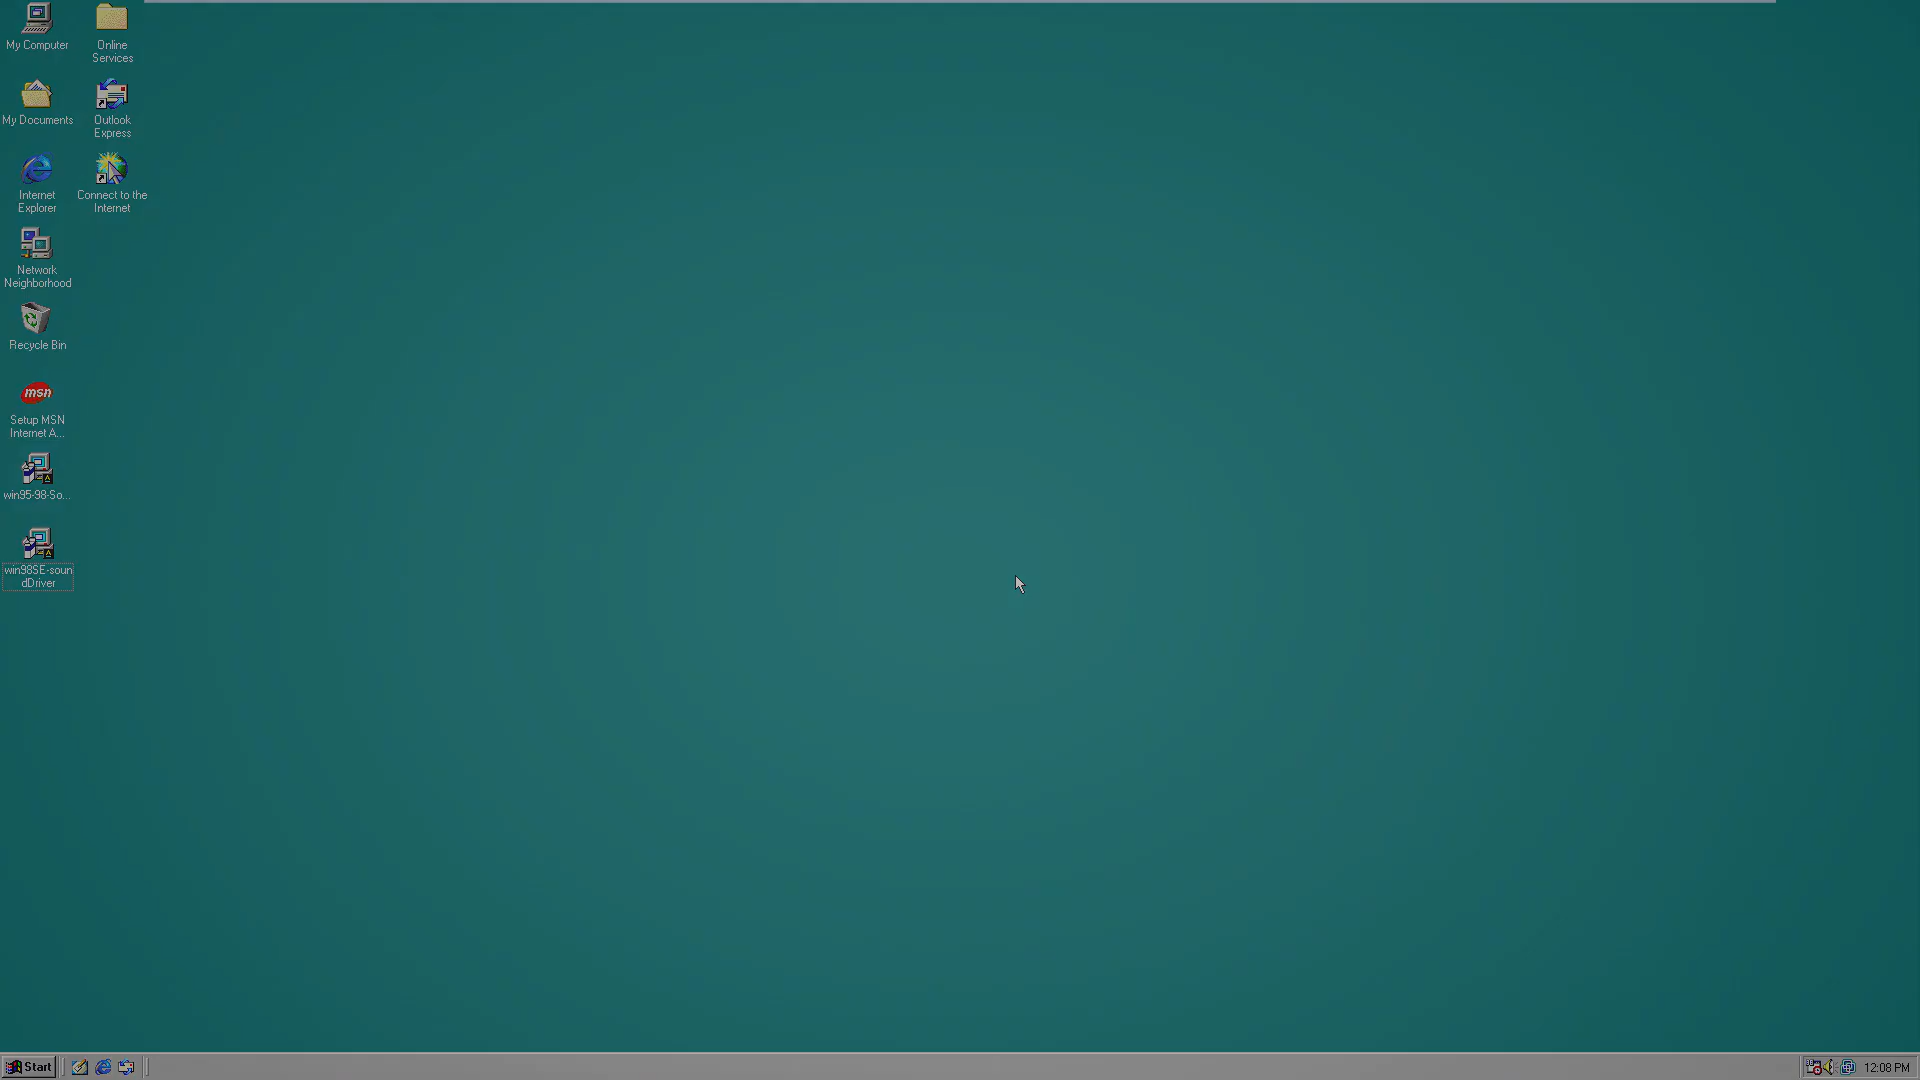 My Computer
Online
Services
My Documents
Outlook
Express
Internet
Explorer
Connect to the
Internet
Network
Neighborhood
Recycle Bin
msn
Setup MSN
Internet A...
win95-98-So...
win98SE-soun
dDriver
Start
12:08 PM